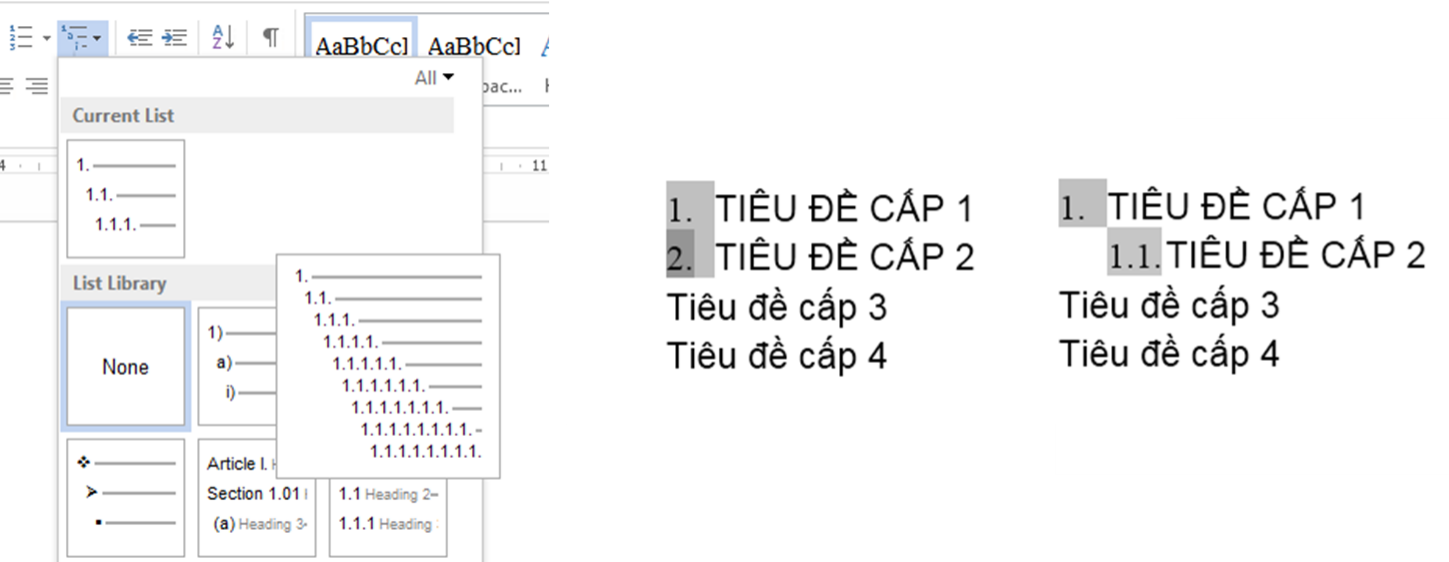 AaBbCcI AaBbCcI
All
pac...
Current List
1.
1.1.
1.1.1.
4
11
List Library
None
1)
a)
i)
1.
1.1.
1.1.1.
1.1.1.1.
1.1.1.1.1.
1.1.1.1.1.1.
1.1.1.1.1.1.1.
1.1.1.1.1.1.1.1.
1.1.1.1.1.1.1.1.1.
Article I.
Section 1.01
(a) Heading 3
1.1 Heading 2
1.1.1 Heading
1. TIÊU ĐỀ CẤP 1
2. TIÊU ĐỀ CẤP 2
Tiêu đề cấp 3
Tiêu đề cấp 4
1. TIÊU ĐỀ CẤP 1
1.1. TIÊU ĐỀ CẤP 2
Tiêu đề cấp 3
Tiêu đề cấp 4